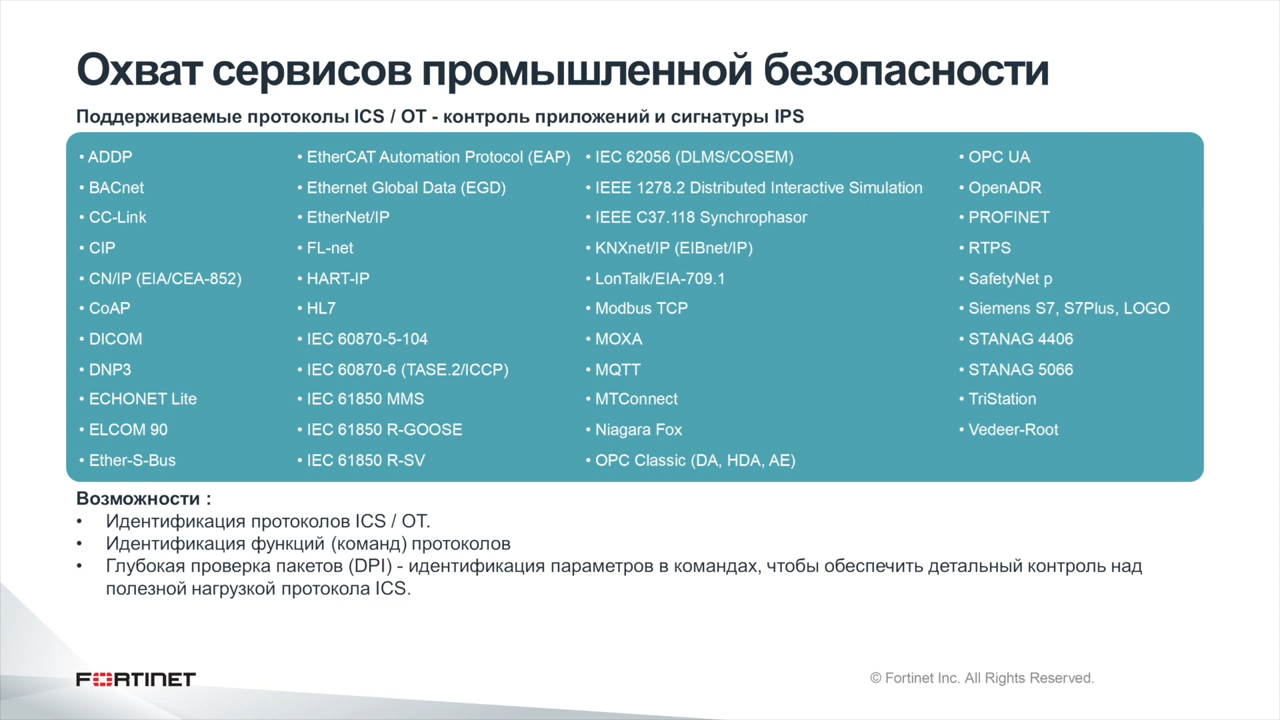 Охват сервисов промышленной безопасности
Поддерживаемые протоколы ICS / OT - контроль приложений и сигнатуры IPS
• ADDP
• BACnet
• CC-Link
• CIP
• CN/IP (EIA/CEA-852)
• CoAP
• DICOM
• DNP3
• ECHONET Lite
• ELCOM 90
• Ether-S-Bus
• EtherCAT Automation Protocol (EAP)
• Ethernet Global Data (EGD)
• EtherNet/IP
• FL-net
• HART-IP
• HL7
• IEC 60870-5-104
• IEC 60870-6 (TASE.2/ICCP)
• IEC 61850 MMS
• IEC 61850 R-GOOSE
• IEC 61850 R-SV
• IEC 62056 (DLMS/COSEM)
• IEEE 1278.2 Distributed Interactive Simulation
• IEEE C37.118 Synchrophasor
• KNXnet/IP (EIBnet/IP)
• LonTalk/EIA-709.1
• Modbus TCP
• MOXA
• MQTT
• MTConnect
• Niagara Fox
• OPC Classic (DA, HDA, AE)
• OPC UA
• OpenADR
• PROFINET
• RTPS
• SafetyNet p
• Siemens S7, S7Plus, LOGO
• STANAG 4406
• STANAG 5066
• TriStation
• Vedeer-Root
Возможности :
• Идентификация протоколов ICS / OT.
• Идентификация функций (команд) протоколов
• Глубокая проверка пакетов (DPI) - идентификация параметров в командах, чтобы обеспечить детальный контроль над
полезной нагрузкой протокола ICS.
FORTINET
© Fortinet Inc. All Rights Reserved.